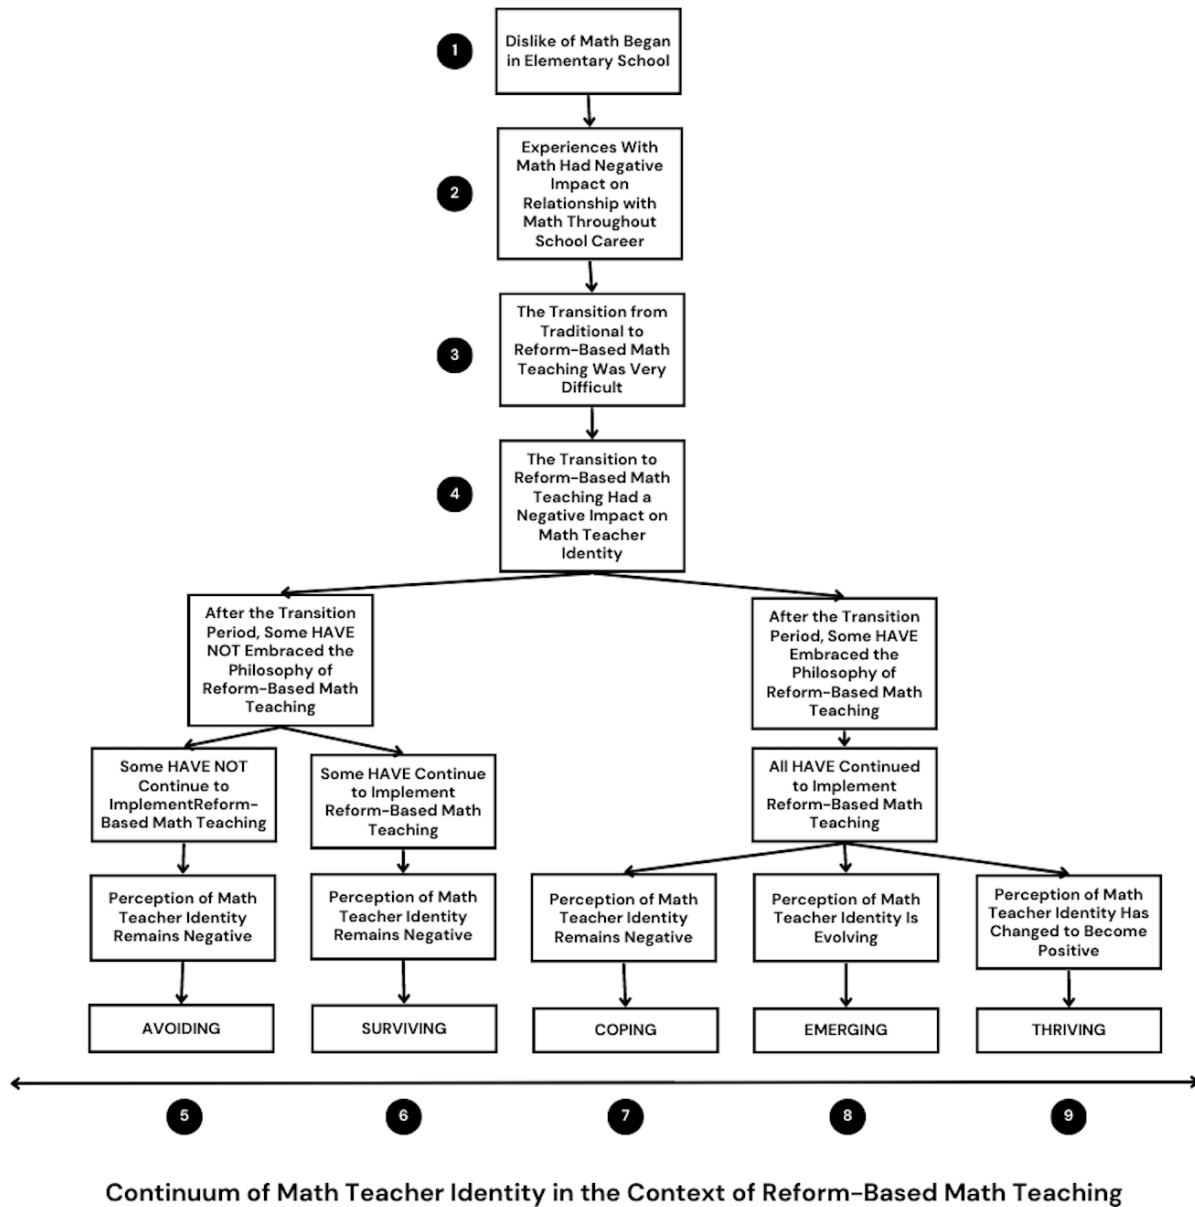 1
Dislike of Math Began
in Elementary School
2
Experiences With
Math Had Negative
Impact on
Relationship with
Math Throughout
School Career
3
The Transition from
Traditional to
Reform-Based Math
Teaching Was Very
Difficult
4
The Transition to
Reform-Based Math
Teaching Had a
Negative Impact on
Math Teacher
Identity
After the Transition
Period, Some HAVE
NOT Embraced the
Philosophy of
Reform-Based Math
Teaching
After the Transition
Period, Some HAVE
Embraced the
Philosophy of
Reform-Based Math
Teaching
Some HAVE NOT
Continue to
ImplementReform-
Based Math Teaching
Some HAVE Continue
to Implement
Reform-Based Math
Teaching
All HAVE Continued
to Implement
Reform-Based Math
Teaching
Perception of Math
Teacher Identity
Remains Negative
Perception of Math
Teacher Identity
Remains Negative
Perception of Math
Teacher Identity
Remains Negative
Perception of Math
Teacher Identity Is
Evolving
Perception of Math
Teacher Identity Has
Changed to Become
Positive
AVOIDING
SURVIVING
COPING
EMERGING
THRIVING
5
6
7
8
9
Continuum of Math Teacher Identity in the Context of Reform-Based Math Teaching